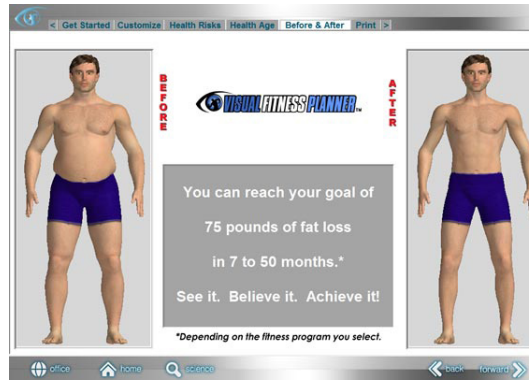 < Get Started Customize Health Risks Health Age Before & After Print >
BEFORE
VISUAL FITNESS PLANNER™
AFTER
You can reach your goal of
75 pounds of fat loss
in 7 to 50 months.*
See it. Believe it. Achieve it!
*Depending on the fitness program you select.
office home science back forward